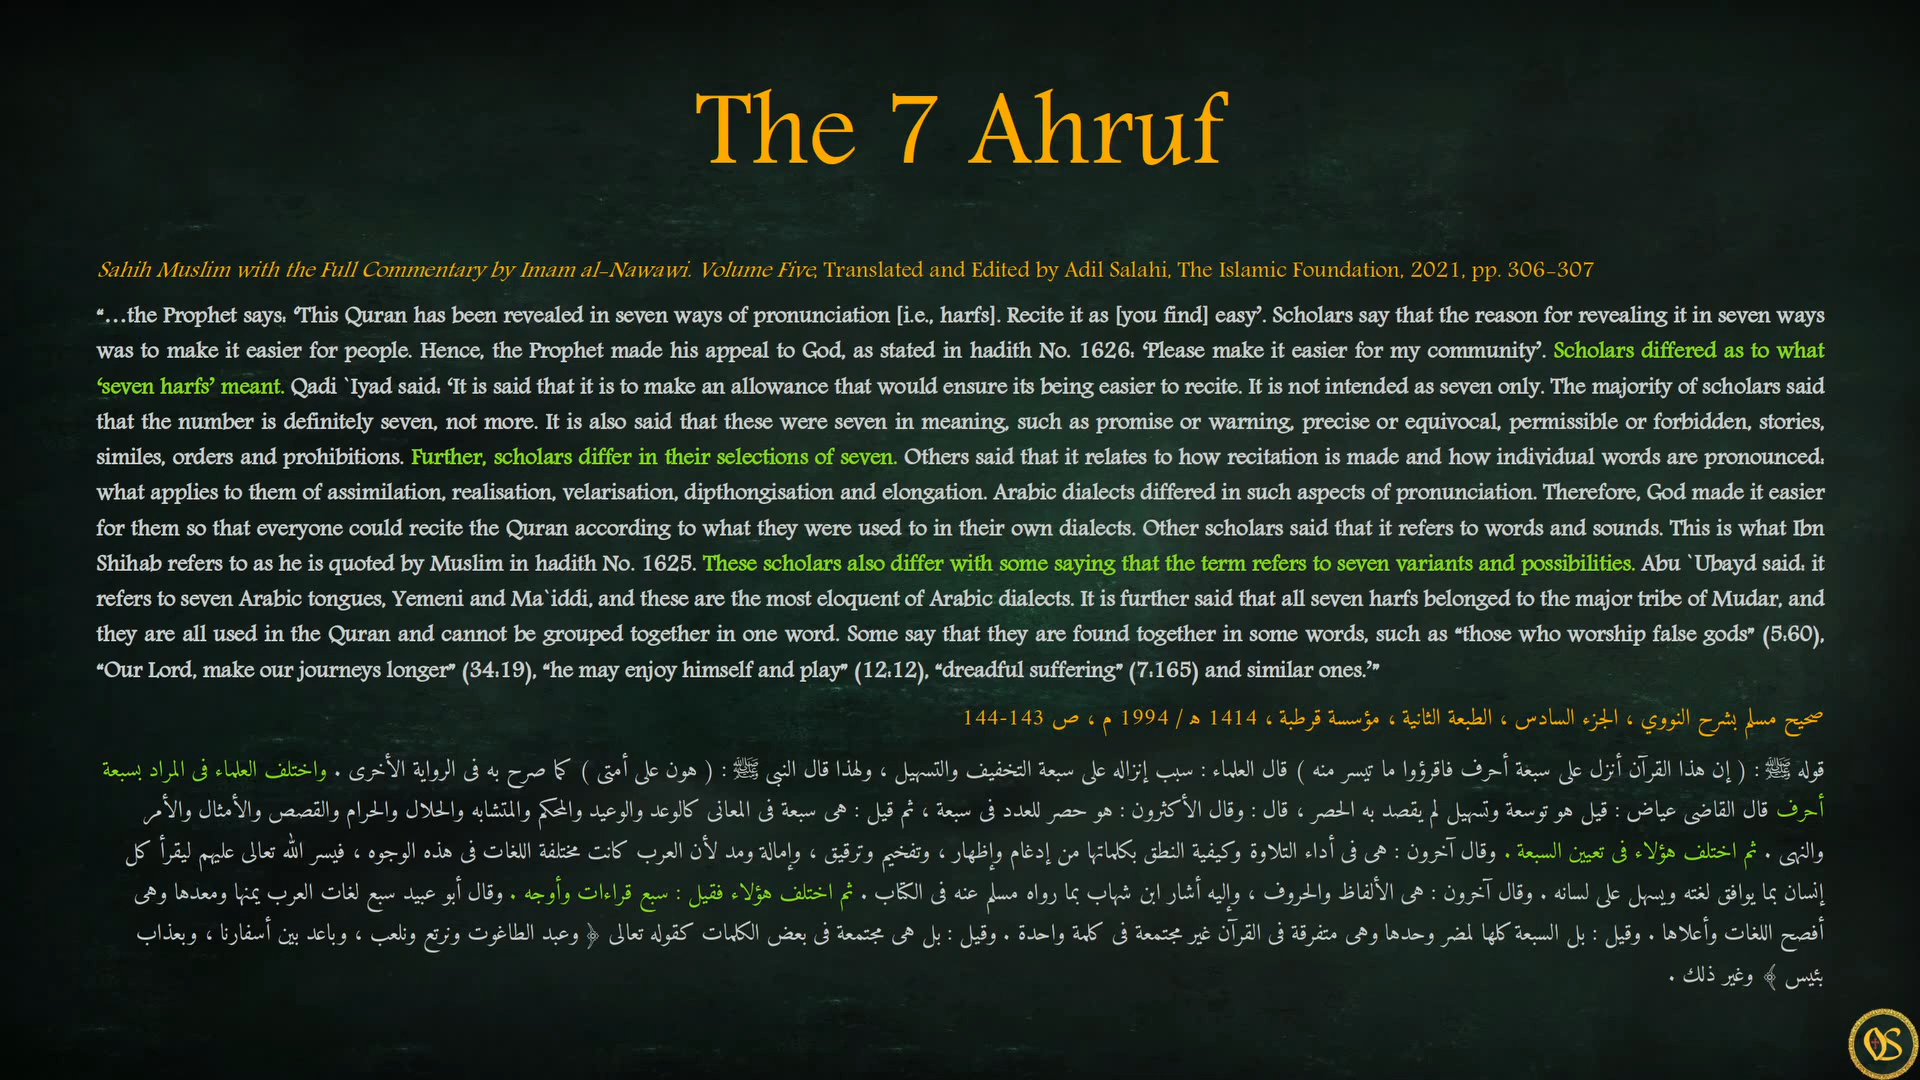 The 7 Ahruf
Sahih Muslim with the Full Commentary by Imam al-Nawawi. Volume Five, Translated and Edited by Adil Salahi, The Islamic Foundation, 2021, pp. 306-307
“…the Prophet says: ‘This Quran has been revealed in seven ways of pronunciation [i.e., harfs]. Recite it as [you find] easy’. Scholars say that the reason for revealing it in seven ways
was to make it easier for people. Hence, the Prophet made his appeal to God, as stated in hadith No. 1626: ‘Please make it easier for my community’. Scholars differed as to what
‘seven harfs’ meant. Qadi `Iyad said: ‘It is said that it is to make an allowance that would ensure its being easier to recite. It is not intended as seven only. The majority of scholars said
that the number is definitely seven, not more. It is also said that these were seven in meaning, such as promise or warning, precise or equivocal, permissible or forbidden, stories,
similes, orders and prohibitions. Further, scholars differ in their selections of seven. Others said that it relates to how recitation is made and how individual words are pronounced:
what applies to them of assimilation, realisation, velarisation, dipthongisation and elongation. Arabic dialects differed in such aspects of pronunciation. Therefore, God made it easier
for them so that everyone could recite the Quran according to what they were used to in their own dialects. Other scholars said that it refers to words and sounds. This is what Ibn
Shihab refers to as he is quoted by Muslim in hadith No. 1625. These scholars also differ with some saying that the term refers to seven variants and possibilities. Abu `Ubayd said: it
refers to seven Arabic tongues, Yemeni and Ma`iddi, and these are the most eloquent of Arabic dialects. It is further said that all seven harfs belonged to the major tribe of Mudar, and
they are all used in the Quran and cannot be grouped together in one word. Some say that they are found together in some words, such as “those who worship false gods” (5:60),
“Our Lord, make our journeys longer” (34:19), “he may enjoy himself and play” (12:12), “dreadful suffering” (7:165) and similar ones.’”
صحيح مسلم بشرح النووي ، الجزء السادس ، الطبعة الثانية ، مؤسسة قرطبة ، 1414 ه / 1994 م ، ص 143-144
قوله ﷺ : ( إن هذا القرآن أنزل على سبعة أحرف فاقرؤوا ما تيسر منه ) قال العلماء : سبب إنزاله على سبعة التخفيف والتسهيل ، ولهذا قال النبى ﷺ : ( هون على أمتى ) كما صرح به فى الرواية الأخرى . واختلف العلماء فى المراد بسبعة
أحرف قال القاضى عياض : قيل هو توسعة وتسهيل لم يقصد به الحصر ، قال : وقال الأكثرون : هو حصر للعدد فى سبعة ، ثم قيل : هى سبعة فى المعانى كالوعد والوعيد والمحكم والمتشابه والحلال والحرام والقصص والأمثال والأمر
والنهى . ثم اختلف هؤلاء فى تعيين السبعة . وقال آخرون : هى فى أداء التلاوة وكيفية النطق بكلماتها من إدغام وإظهار ، وتفخيم وترقيق ، وإمالة ومد لأن العرب كانت مختلفة اللغات فى هذه الوجوه ، فيسر الله تعالى عليهم ليقرأ كل
إنسان بما يوافق لغته ويسهل على لسانه . وقال آخرون : هى الألفاظ والحروف ، وإليه أشار ابن شهاب بما رواه مسلم عنه فى الكتاب . ثم اختلف هؤلاء فقيل : سبع قراءات وأوجه . وقال أبو عبيد سبع لغات العرب يمنها ومعدها وهى
أفصح اللغات وأعلاها . وقيل : بل السبعة كلها لمضر وحدها وهى متفرقة فى القرآن غير مجتمعة فى كلمة واحدة . وقيل : بل هى مجتمعة فى بعض الكلمات كقوله تعالى ﴿ وعبد الطاغوت ونرتع ونلعب ، وباعد بين أسفارنا ، وبعذاب
بئيس ﴾ وغير ذلك .